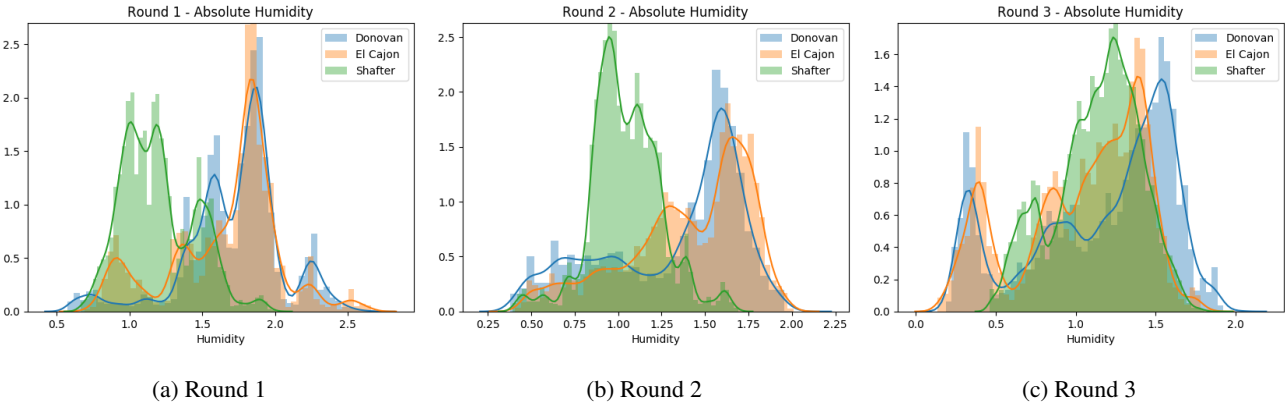 Round 1 - Absolute Humidity
2.5
2.0
1.5
1.0
0.5
0.0
0.5
1.0
1.5
2.0
2.5
Humidity
Donovan
El Cajon
Shafter
(a) Round 1
Round 2 - Absolute Humidity
2.5
2.0
1.5
1.0
0.5
0.0
0.25
0.50
0.75
1.00
1.25
1.50
1.75
2.00
2.25
Humidity
Donovan
El Cajon
Shafter
(b) Round 2
Round 3 - Absolute Humidity
1.6
1.4
1.2
1.0
0.8
0.6
0.4
0.2
0.0
0.0
0.5
1.0
1.5
2.0
Humidity
Donovan
El Cajon
Shafter
(c) Round 3